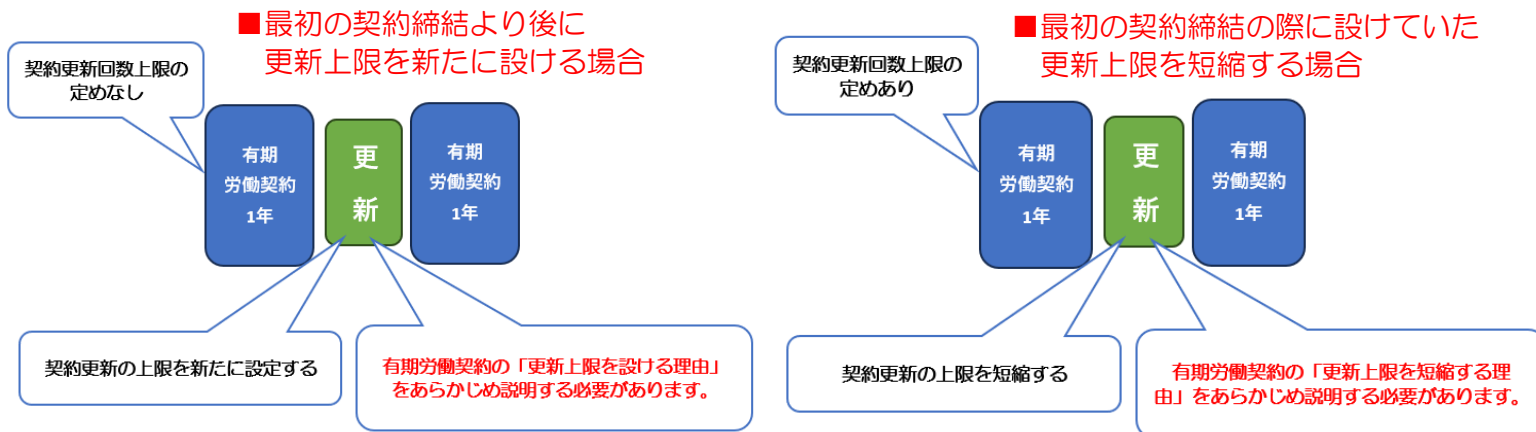 ■最初の契約締結より後に
更新上限を新たに設ける場合
契約更新回数上限の
定めなし
有期
労働契約
1年
更
新
有期
労働契約
1年
契約更新の上限を新たに設定する
有期労働契約の「更新上限を設ける理由」
をあらかじめ説明する必要があります。
■最初の契約締結の際に設けていた
更新上限を短縮する場合
契約更新回数上限の
定めあり
有期
労働契約
1年
更
新
有期
労働契約
1年
契約更新の上限を短縮する
有期労働契約の「更新上限を短縮する理
由」をあらかじめ説明する必要があります。